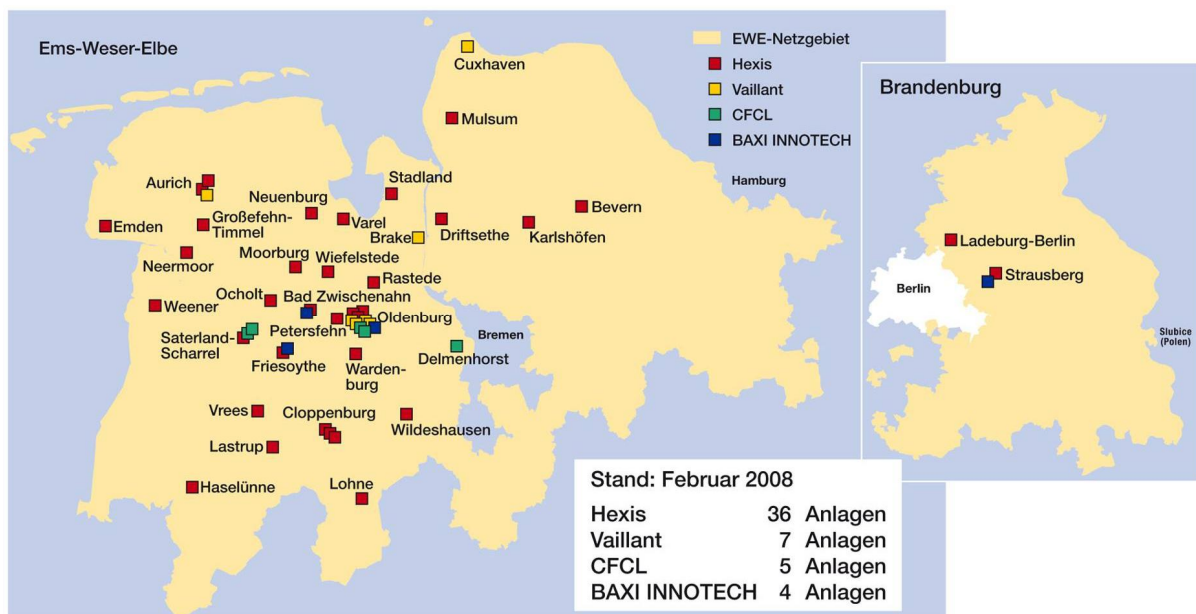 Ems-Weser-Elbe
EWE-Netzgebiet
Hexis
Vaillant
CFCL
BAXI INNOTECH
Cuxhaven
Mulsum
Hamburg
Aurich
Neuenburg
Stadland
Bevern
Emden
Großefehn-
Timmel
Varel
Brake
Driftsethe
Karlshöfen
Neermoor
Moorburg
Wiefelstede
Rastede
Weener
Ocholt
Bad Zwischenahn
Oldenburg
Petersfehn
Bremen
Saterland-
Scharrel
Friesoythe
Warden-
burg
Delmenhorst
Vrees
Cloppenburg
Wildeshausen
Lastrup
Haselünne
Lohne
Brandenburg
Ladeburg-Berlin
Strausberg
Berlin
Slubice
(Polen)
Stand: Februar 2008
Hexis 36 Anlagen
Vaillant 7 Anlagen
CFCL 5 Anlagen
BAXI INNOTECH 4 Anlagen